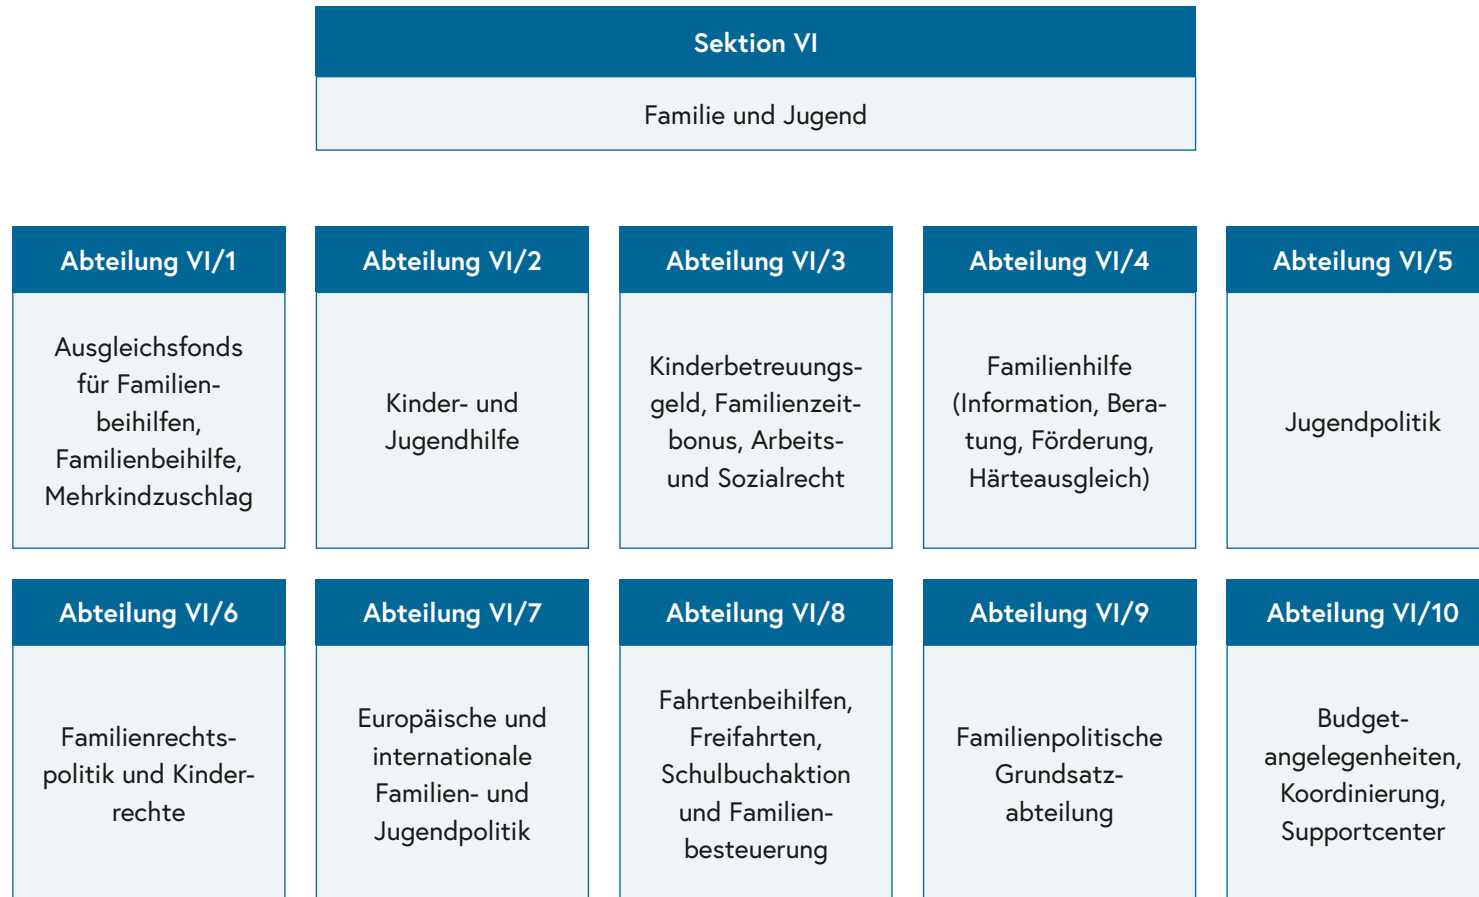 Sektion VI
Familie und Jugend
Abteilung VI/1
Ausgleichsfonds
für Familien-
beihilfen,
Familienbeihilfe,
Mehrkindzuschlag
Abteilung VI/2
Kinder- und
Jugendhilfe
Abteilung VI/3
Kinderbetreuungs-
geld, Familienzeit-
bonus, Arbeits-
und Sozialrecht
Abteilung VI/4
Familienhilfe
(Information, Bera-
tung, Förderung,
Härteausgleich)
Abteilung VI/5
Jugendpolitik
Abteilung VI/6
Familienrechts-
politik und Kinder-
rechte
Abteilung VI/7
Europäische und
internationale
Familien- und
Jugendpolitik
Abteilung VI/8
Fahrtenbeihilfen,
Freifahrten,
Schulbuchaktion
und Familien-
besteuerung
Abteilung VI/9
Familienpolitische
Grundsatz-
abteilung
Abteilung VI/10
Budget-
angelegenheiten,
Koordinierung,
Supportcenter